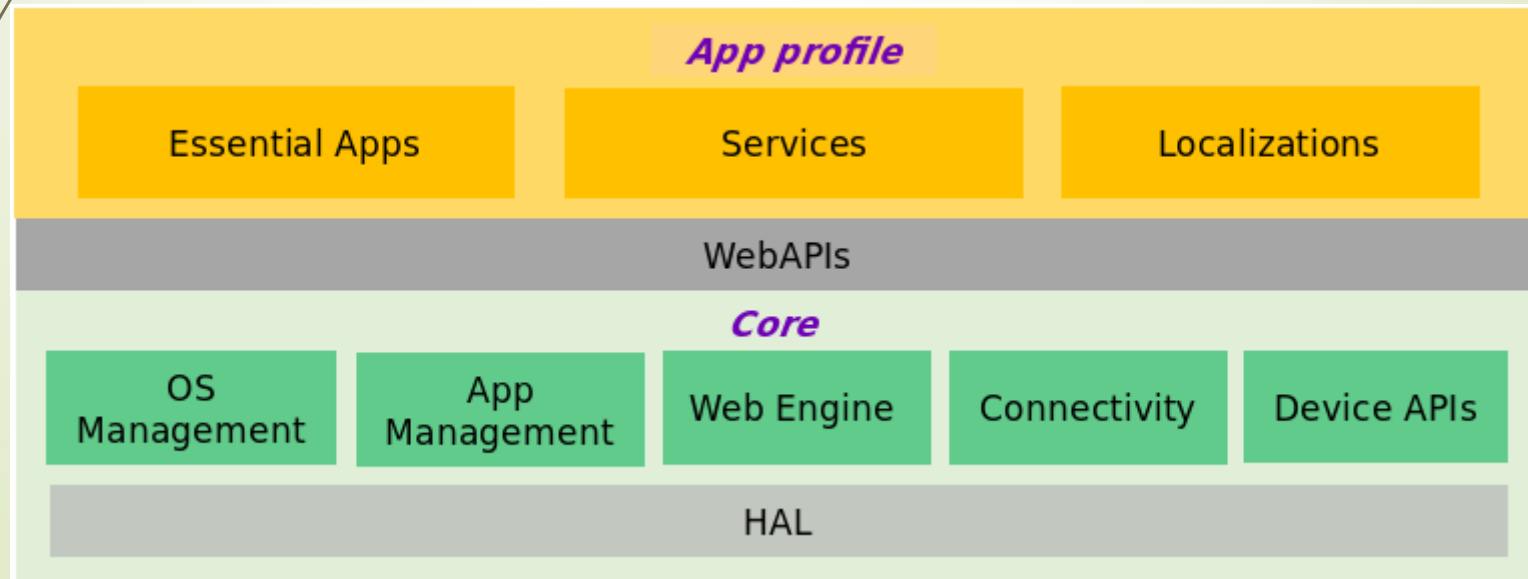 App profile
Essential Apps
Services
Localizations
WebAPIs
Core
OS
Management
App
Management
Web Engine
Connectivity
Device APIs
HAL